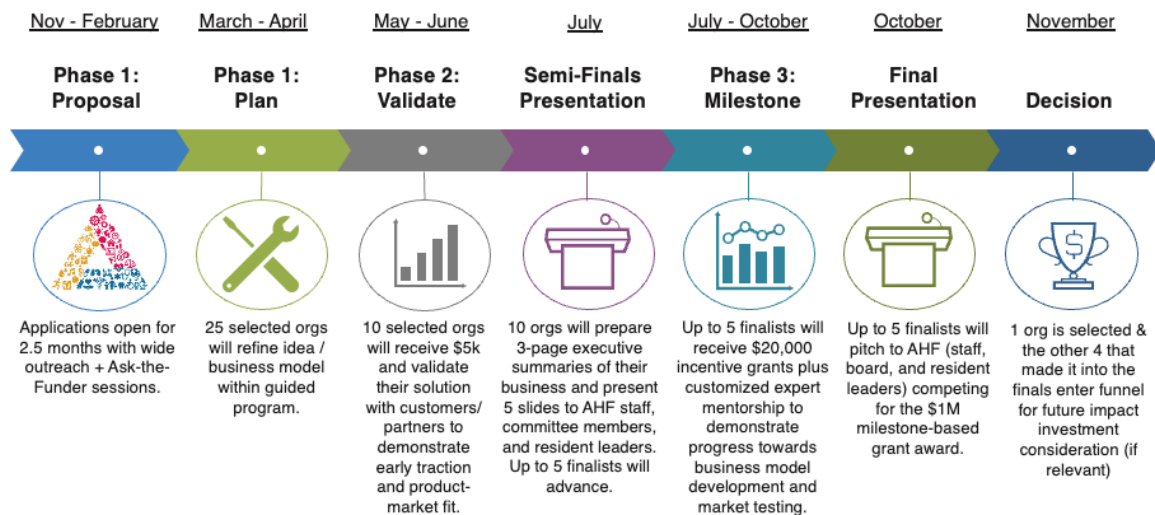 Nov - February
March - April
May - June
July
July - October
October
November
Phase 1:
Proposal
Phase 1:
Plan
Phase 2:
Validate
Semi-Finals
Presentation
Phase 3:
Milestone
Final
Presentation
Decision
$
Applications open for
2.5 months with wide
outreach + Ask-the-
Funder sessions.
25 selected orgs
will refine idea /
business model
within guided
program.
10 selected orgs
will receive $5k
and validate
their solution
with customers/
partners to
demonstrate
early traction
and product-
market fit.
10 orgs will prepare
3-page executive
summaries of their
business and present
5 slides to AHF staff,
committee members,
and resident leaders.
Up to 5 finalists will
advance.
Up to 5 finalists will
receive $20,000
incentive grants plus
customized expert
mentorship to
demonstrate
progress towards
business model
development and
market testing.
Up to 5 finalists will
pitch to AHF (staff,
board, and resident
leaders) competing
for the $1M
milestone-based
grant award.
1 org is selected &
the other 4 that
made it into the
finals enter funnel
for future impact
investment
consideration (if
relevant)